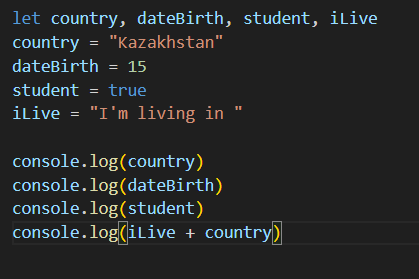 let country, dateBirth, student, iLive
country = "Kazakhstan"
dateBirth = 15
student = true
iLive = "I'm living in "
console.log(country)
console.log(dateBirth)
console.log(student)
console.log(iLive + country)